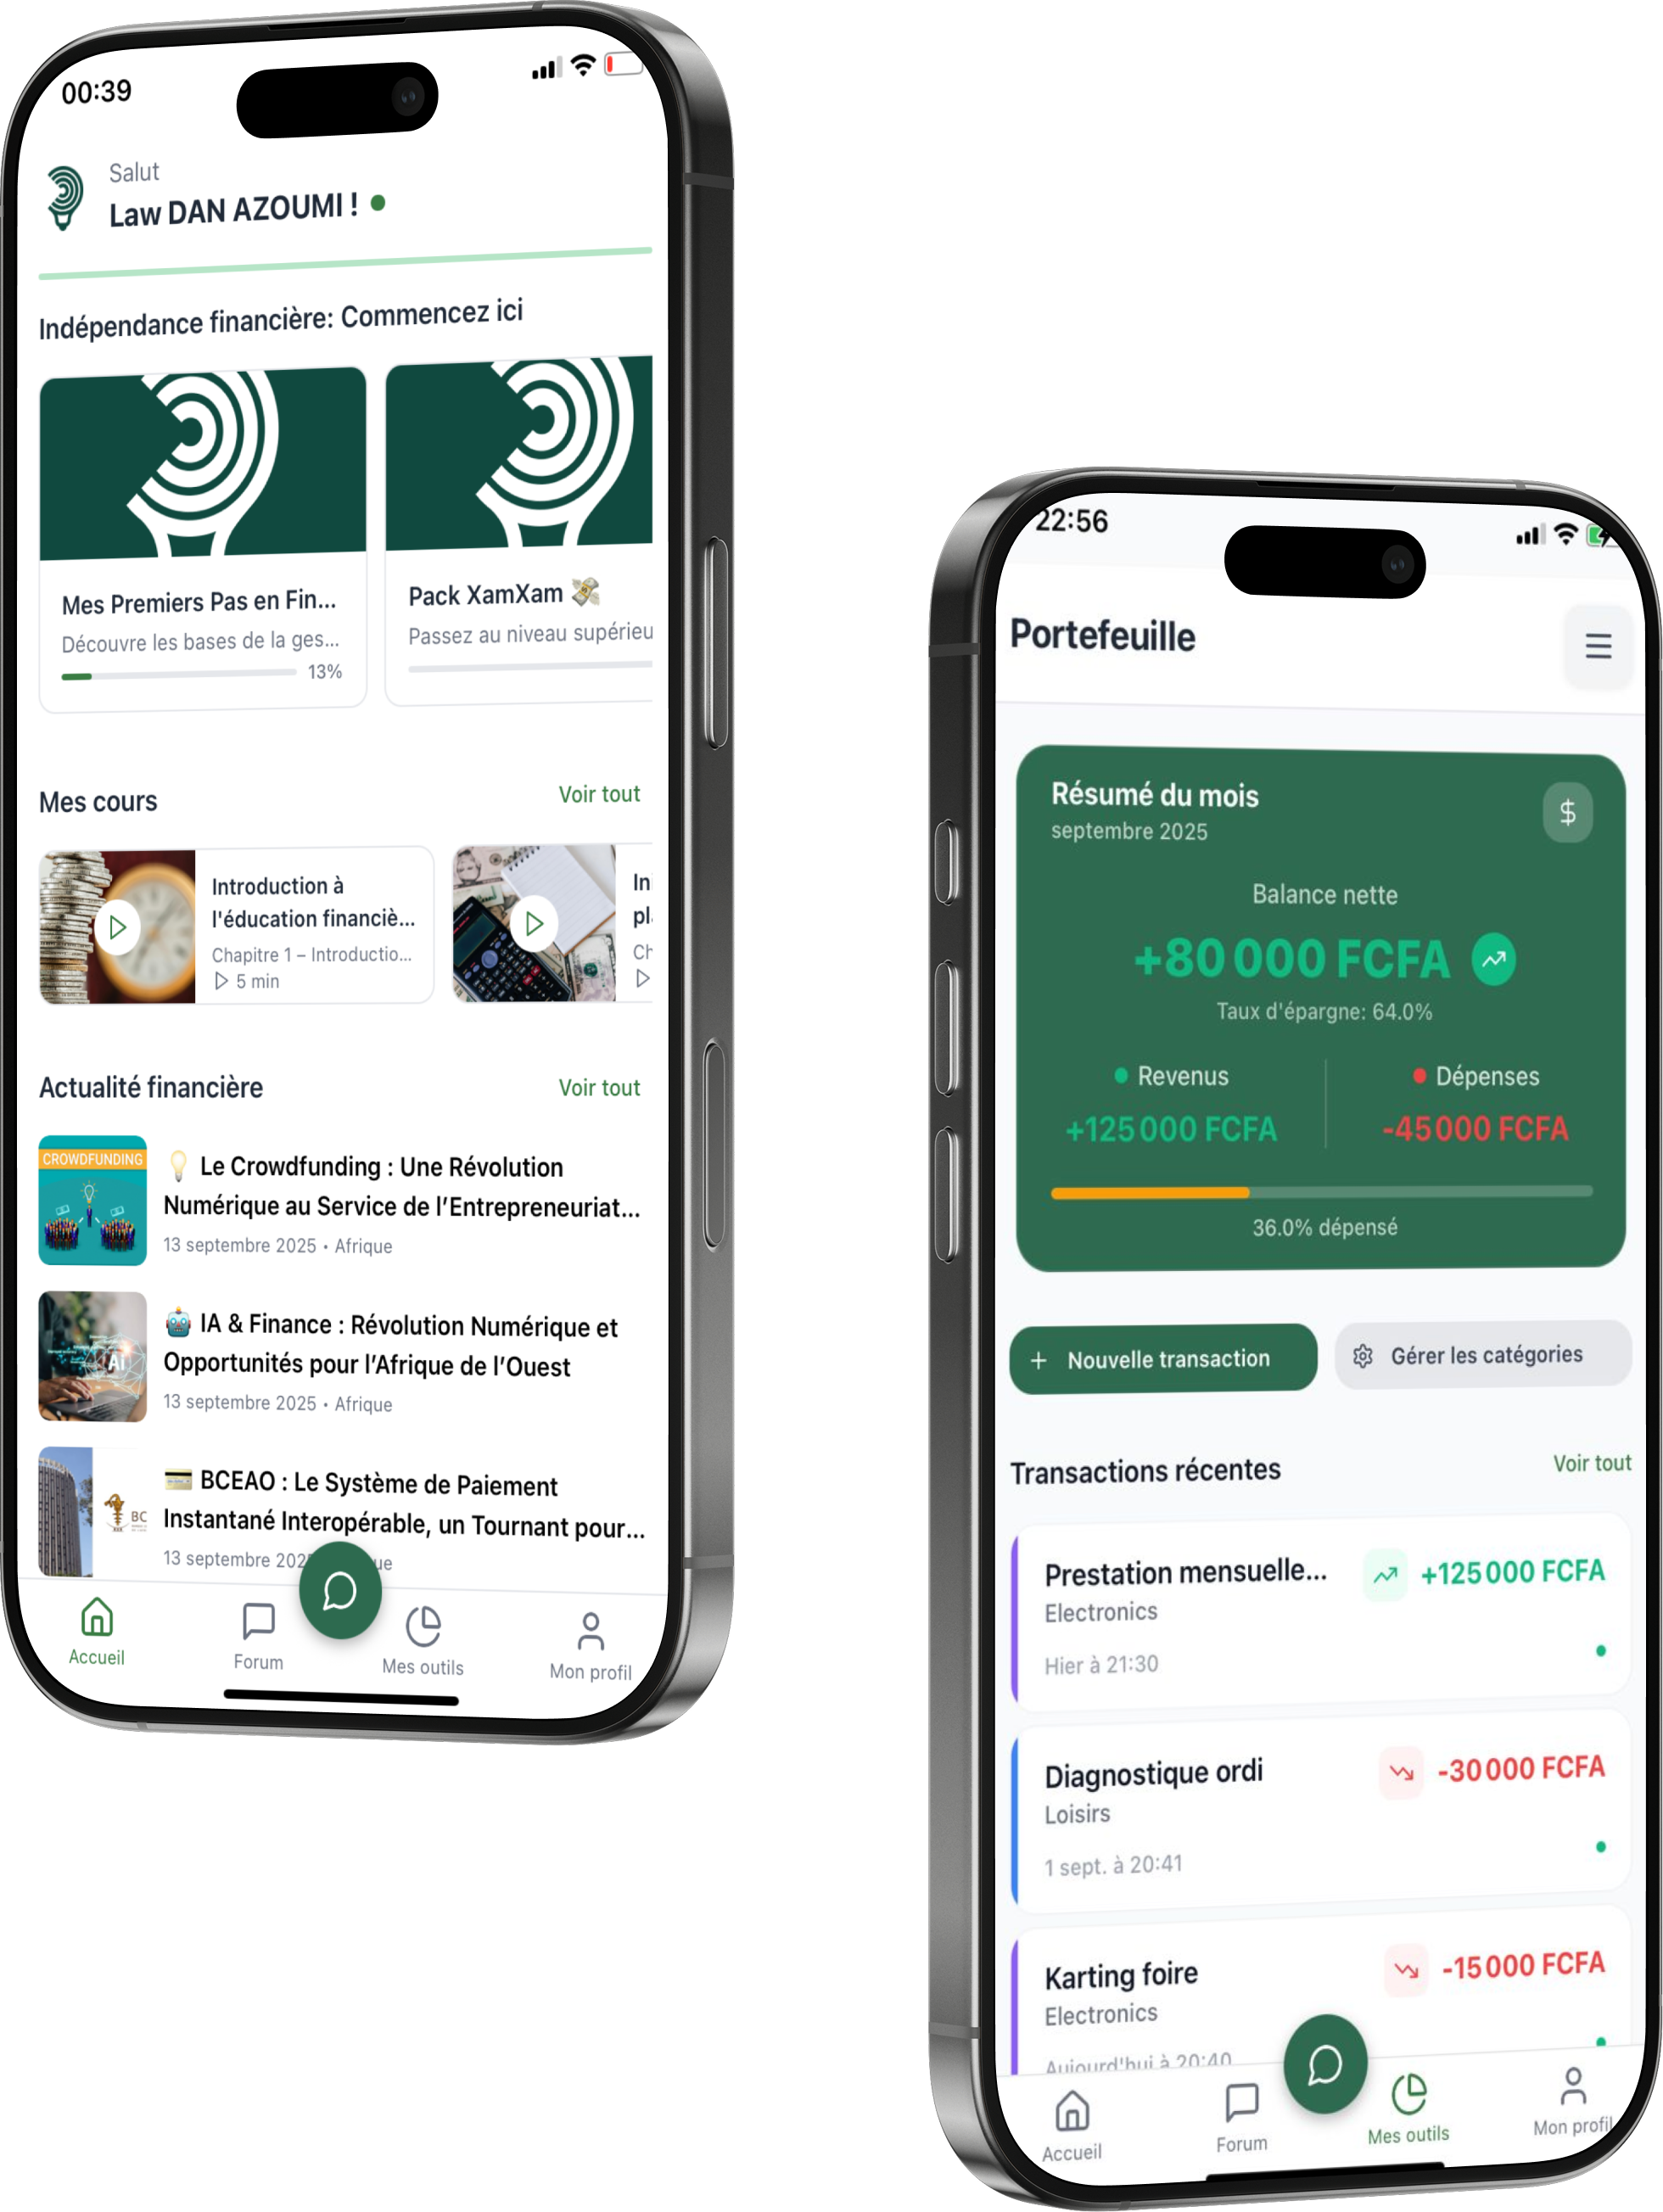 00:39
Salut
Law DAN AZOUMI !
Indépendance financière: Commencez ici
Mes Premiers Pas en Fin...
Découvre les bases de la ges...
13%
Pack XamXam
Passez au niveau supérieu
Mes cours
Voir tout
Introduction à
l'éducation financiè...
Chapitre 1 – Introductio...
5 min
In
pl
Ch
Actualité financière
Voir tout
CROWDFUNDING
Le Crowdfunding : Une Révolution
Numérique au Service de l’Entrepreneuriat...
13 septembre 2025 • Afrique
Ai
IA & Finance : Révolution Numérique et
Opportunités pour l’Afrique de l’Ouest
13 septembre 2025 • Afrique
BC
BCEAO : Le Système de Paiement
Instantané Interopérable, un Tournant pour...
13 septembre 202 ue
Accueil
Forum
Mes outils
Mon profil
22:56
Portefeuille
Résumé du mois
septembre 2025
$
Balance nette
+80 000 FCFA
Taux d'épargne: 64.0%
Revenus
+125 000 FCFA
Dépenses
-45 000 FCFA
36.0% dépensé
+ Nouvelle transaction
Gérer les catégories
Transactions récentes
Voir tout
Prestation mensuelle...
+125 000 FCFA
Electronics
Hier à 21:30
Diagnostique ordi
-30 000 FCFA
Loisirs
1 sept. à 20:41
Karting foire
-15 000 FCFA
Electronics
Aujourd'hui à 20:40
Accueil
Forum
Mes outils
Mon profil